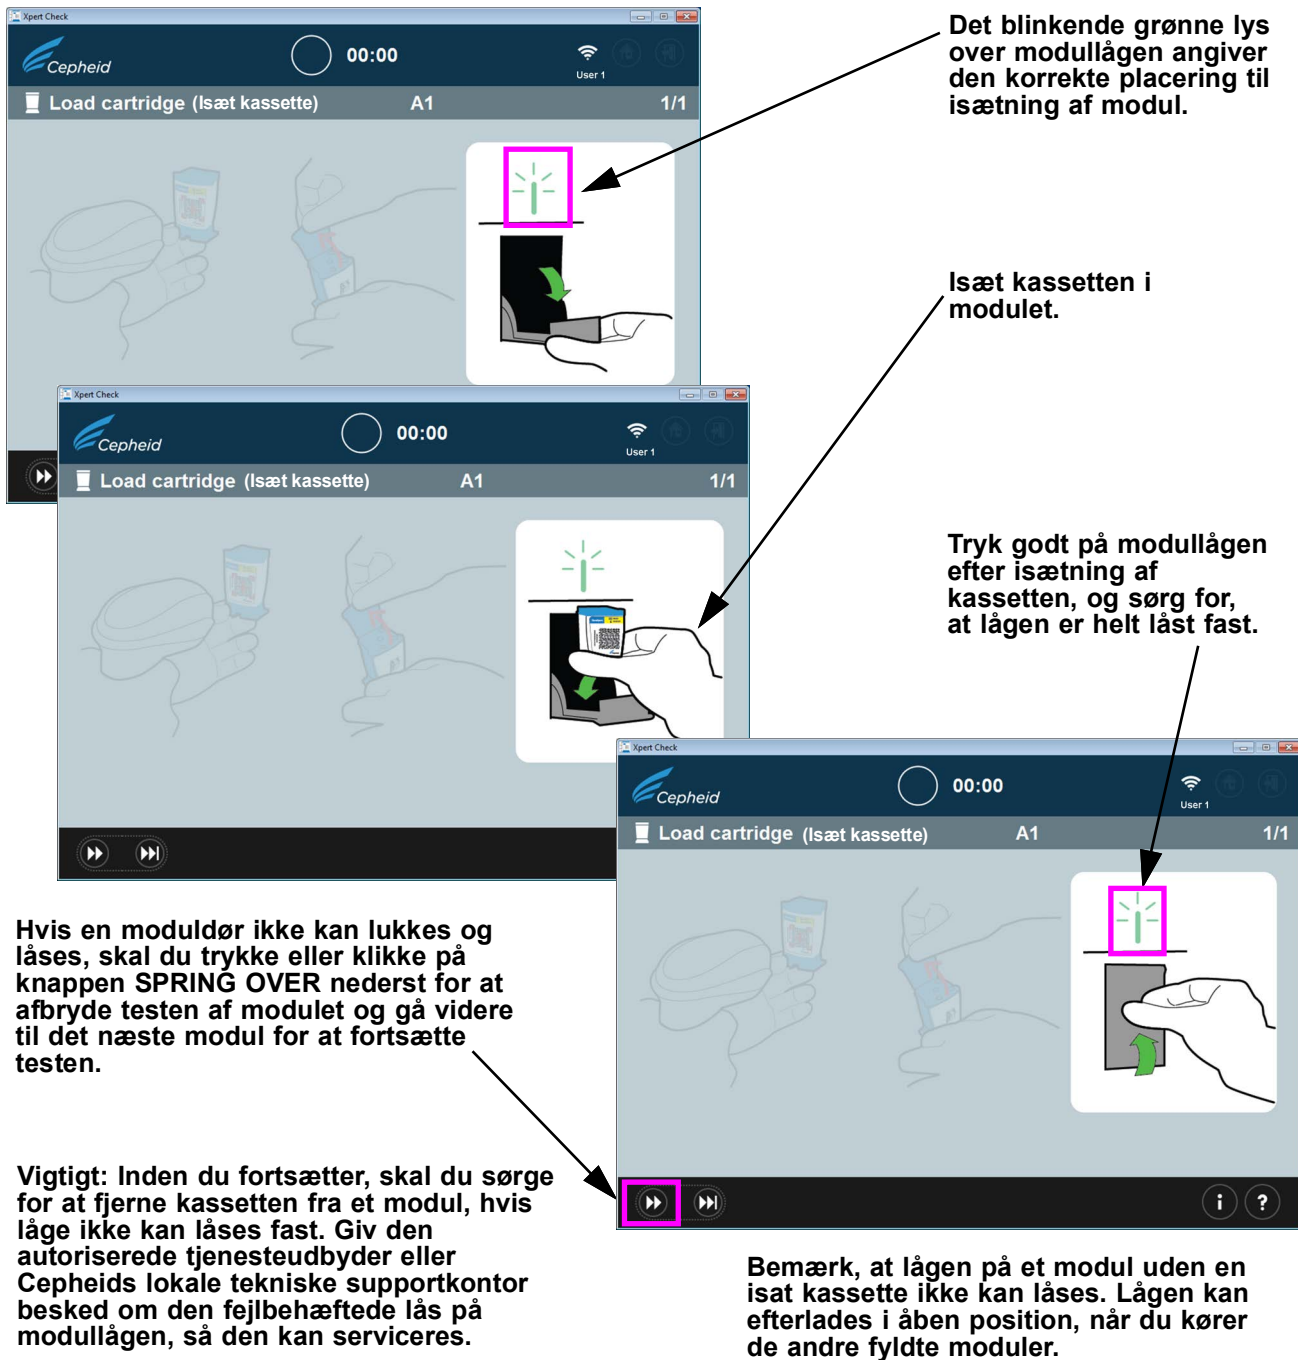 Xpert Check
Cepheid
00:00
User 1
Load cartridge (Isæt kassette) A1 1/1
Det blinkende grønne lys
over modullågen angiver
den korrekte placering til
isætning af modul.
Isæt kassetten i
modulet.
Xpert Check
Cepheid
00:00
User 1
Load cartridge (Isæt kassette) A1 1/1
Tryk godt på modullågen
efter isætning af
kassetten, og sørg for,
at lågen er helt låst fast.
Xpert Check
Cepheid
00:00
User 1
Load cartridge (Isæt kassette) A1 1/1
i ?
Hvis en moduldør ikke kan lukkes og
låses, skal du trykke eller klikke på
knappen SPRING OVER nederst for at
afbryde testen af modulet og gå videre
til det næste modul for at fortsætte
testen.
Vigtigt: Inden du fortsætter, skal du sørge
for at fjerne kassetten fra et modul, hvis
låge ikke kan låses fast. Giv den
autoriserede tjenesteudbyder eller
Cepheids lokale tekniske supportkontor
besked om den fejlbehæftede lås på
modullågen, så den kan serviceres.
Bemærk, at lågen på et modul uden en
isat kassette ikke kan låses. Lågen kan
efterlades i åben position, når du kører
de andre fyldte moduler.